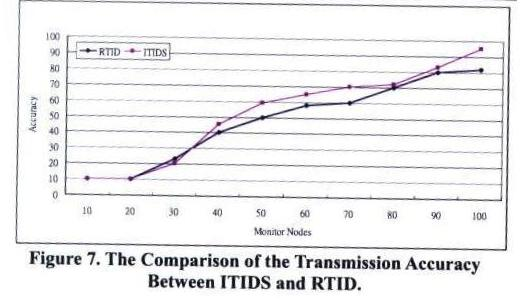 100
90
80
70
60
50
40
30
20
10
0
Accuracy
RTID ITIDS
10 20 30 40 50 60 70 80 90 100
Monitor Nodes
Figure 7. The Comparison of the Transmission Accuracy
Between ITIDS and RTID.